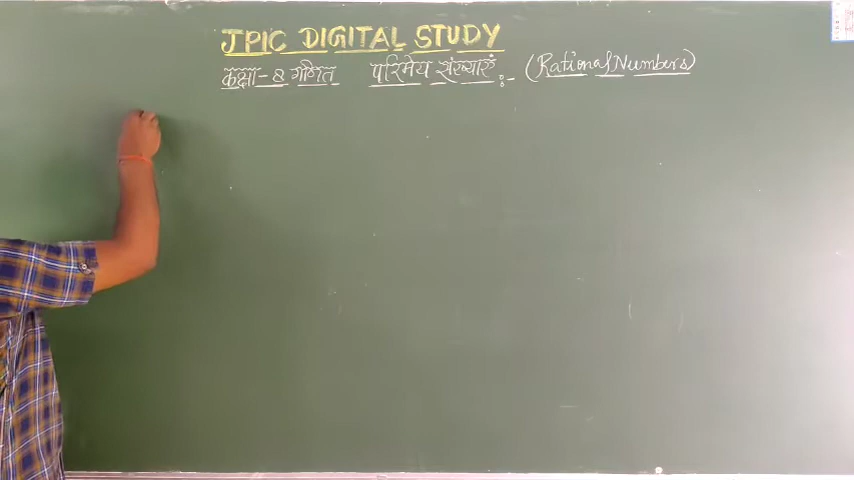 JPIC DIGITAL STUDY
कक्षा-8 गणित परिमेय संख्याएं :- (Rational Numbers)